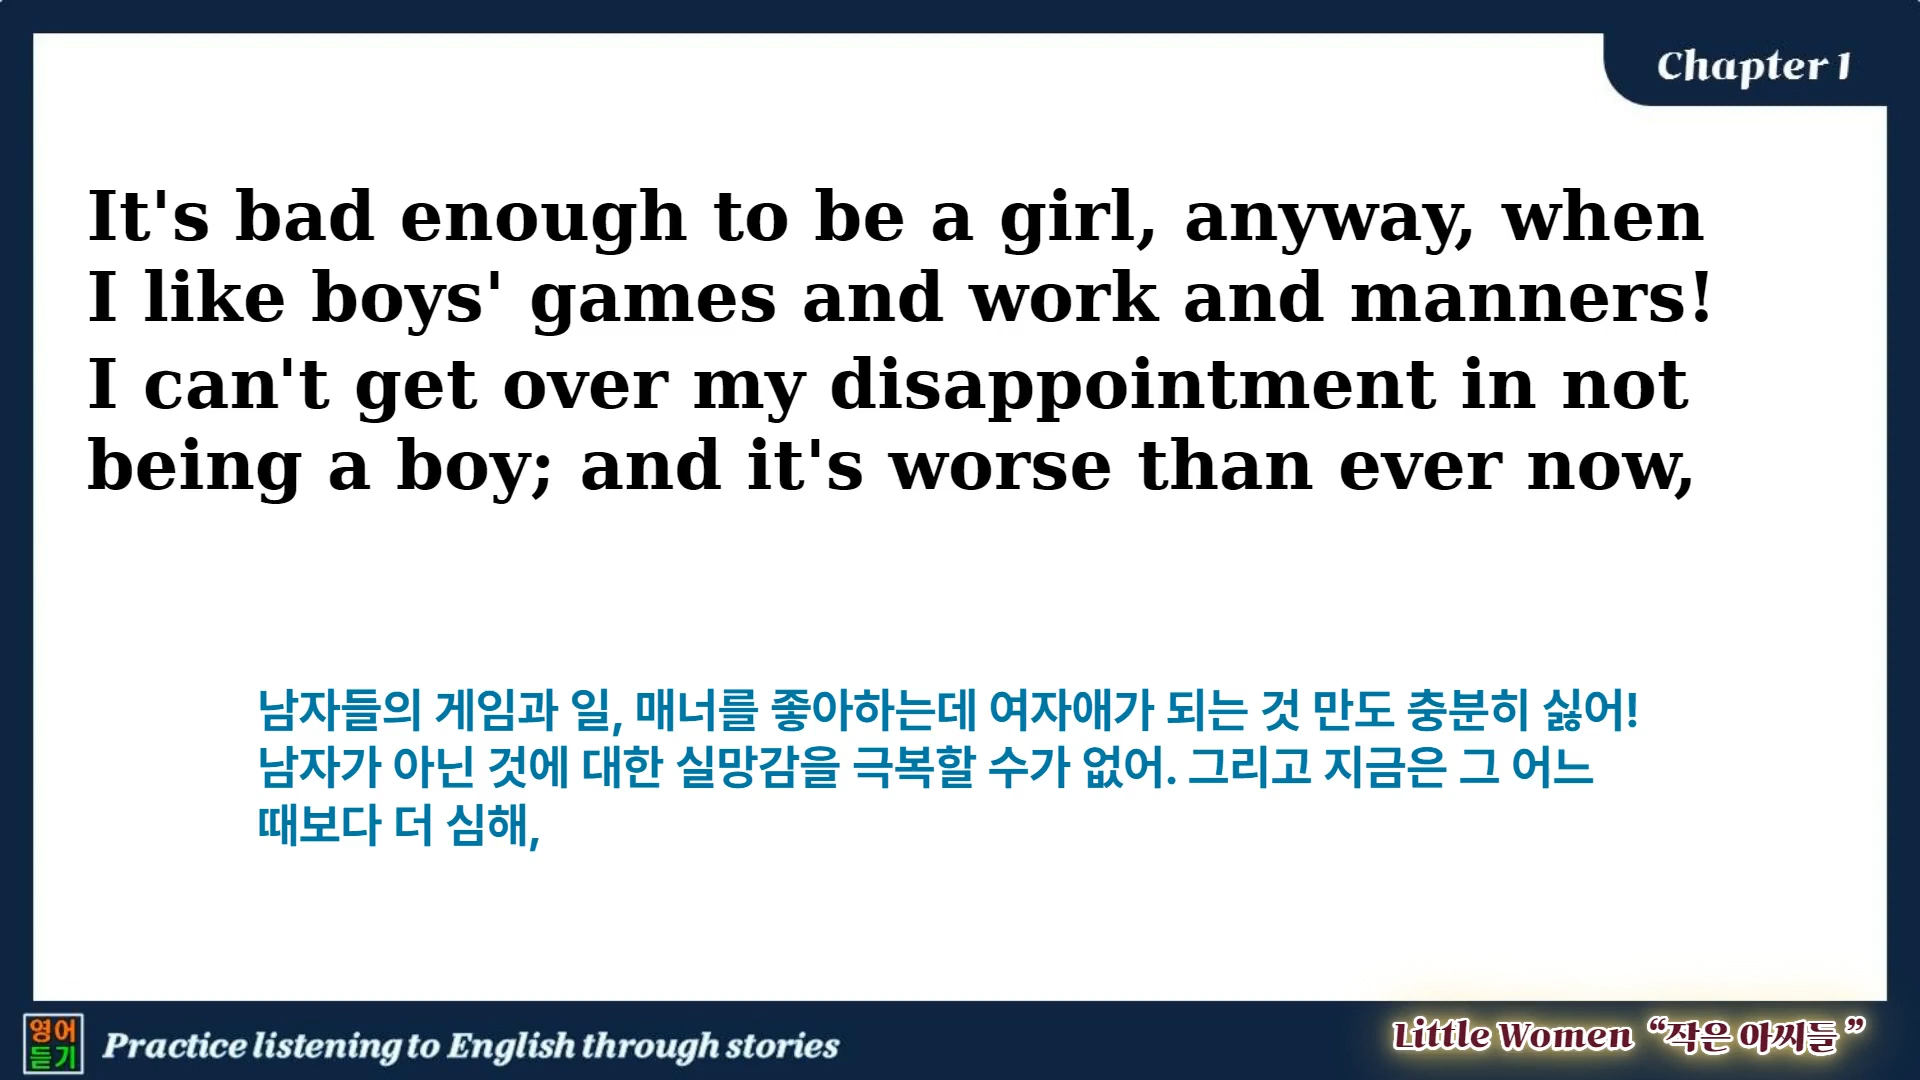 Chapter 1
It's bad enough to be a girl, anyway, when
I like boys' games and work and manners!
I can't get over my disappointment in not
being a boy; and it's worse than ever now,
남자들의 게임과 일, 매너를 좋아하는데 여자애가 되는 것 만도 충분히 싫어!
남자가 아닌 것에 대한 실망감을 극복할 수가 없어. 그리고 지금은 그 어느
때보다 더 심해,
영어
듣기
Practice listening to English through stories
Little Women “작은 아씨들”